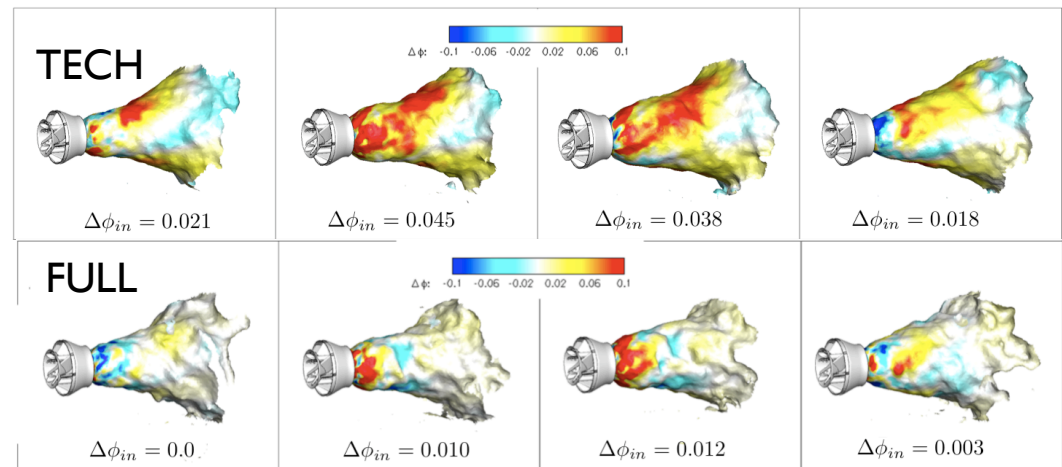 TECH
Δϕ: -0.1 -0.06 -0.02 0.02 0.06 0.1
Δϕ_in = 0.021
Δϕ_in = 0.045
Δϕ_in = 0.038
Δϕ_in = 0.018
FULL
Δϕ: -0.1 -0.06 -0.02 0.02 0.06 0.1
Δϕ_in = 0.0
Δϕ_in = 0.010
Δϕ_in = 0.012
Δϕ_in = 0.003